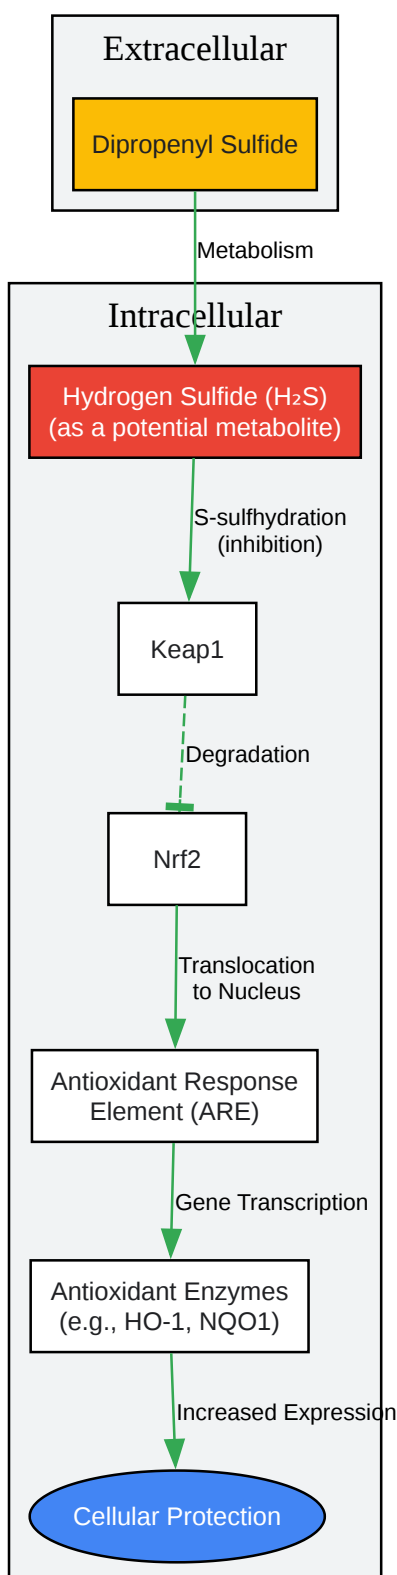 Extracellular
Dipropenyl Sulfide
Metabolism
Intracellular
Hydrogen Sulfide (H₂S)
(as a potential metabolite)
S-sulfhydration
(inhibition)
Keap1
Degradation
Nrf2
Translocation
to Nucleus
Antioxidant Response
Element (ARE)
Gene Transcription
Antioxidant Enzymes
(e.g., HO-1, NQO1)
Increased Expression
Cellular Protection